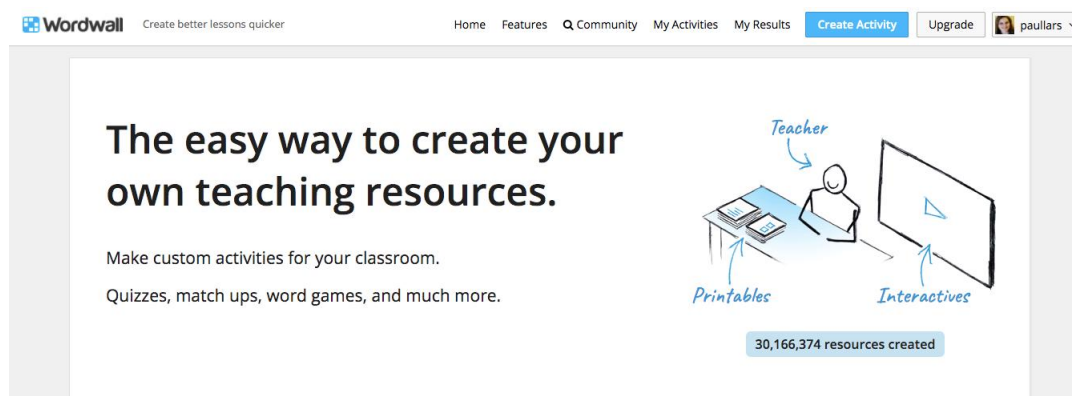 Wordwall Create better lessons quicker Home Features Community My Activities My Results Create Activity Upgrade paullars
The easy way to create your
own teaching resources.
Make custom activities for your classroom.
Quizzes, match ups, word games, and much more.
Teacher
Printables
Interactives
30,166,374 resources created